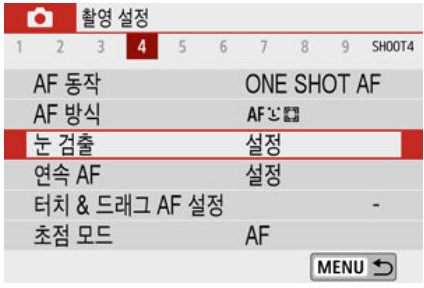 촬영 설정
1 2 3 4 5 6 7 8 9 SHOOT4
AF 동작 ONE SHOT AF
AF 방식 AF
눈 검출 설정
연속 AF 설정
터치 & 드래그 AF 설정 -
초점 모드 AF
MENU